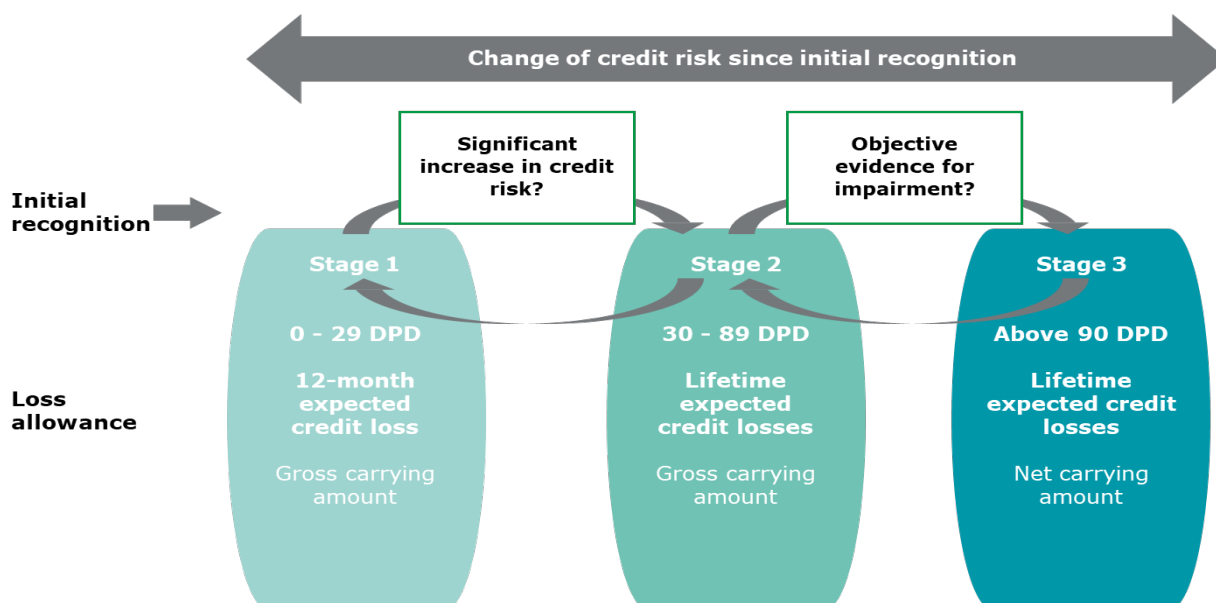 Change of credit risk since initial recognition
Significant
increase in credit
risk?
Objective
evidence for
impairment?
Initial
recognition
Stage 1
0 – 29 DPD
12-month
expected
credit loss
Gross carrying
amount
Stage 2
30 – 89 DPD
Lifetime
expected
credit losses
Gross carrying
amount
Stage 3
Above 90 DPD
Lifetime
expected credit
losses
Net carrying
amount
Loss
allowance